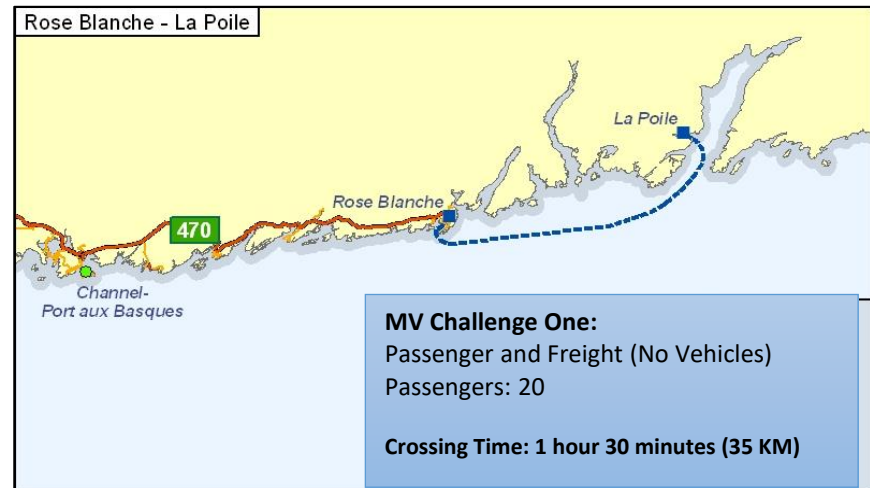 Rose Blanche - La Poile
La Poile
Rose Blanche
470
Channel-
Port aux Basques
MV Challenge One:
Passenger and Freight (No Vehicles)
Passengers: 20
Crossing Time: 1 hour 30 minutes (35 KM)